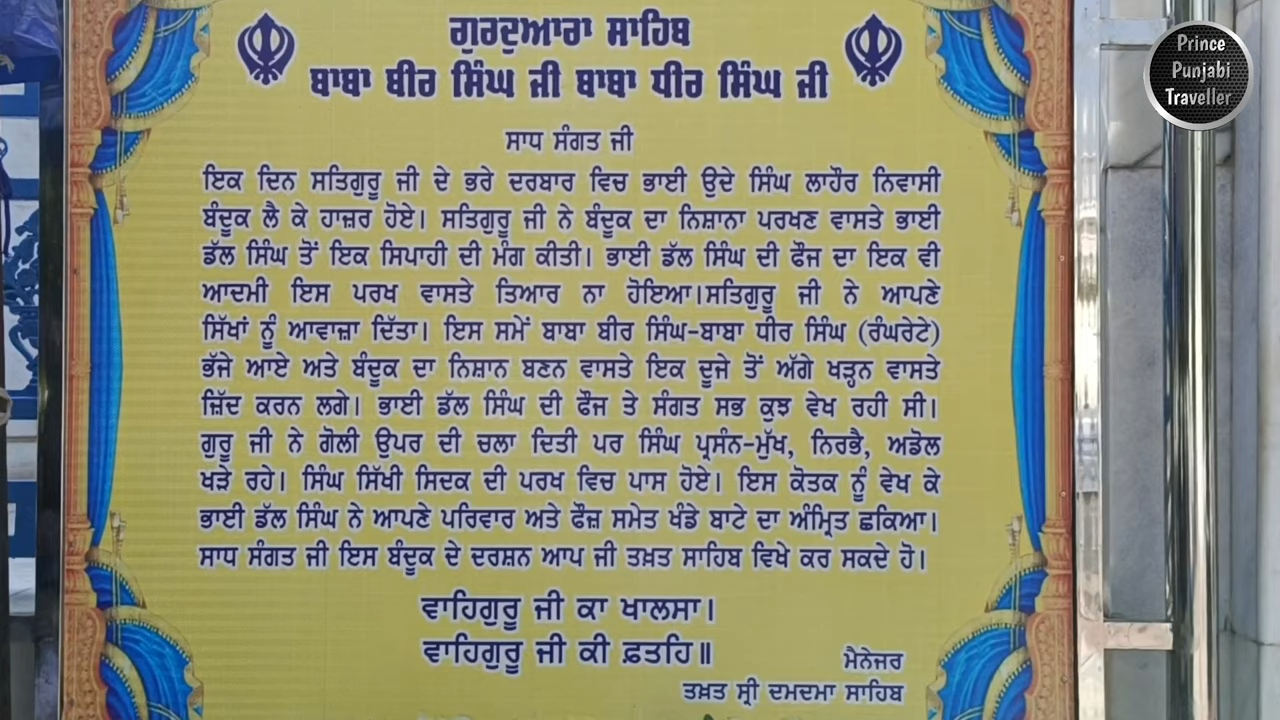 ਗੁਰਦੁਆਰਾ ਸਾਹਿਬ
ਬਾਬਾ ਬੀਰ ਸਿੰਘ ਜੀ ਬਾਬਾ ਧੀਰ ਸਿੰਘ ਜੀ
ਸਾਧ ਸੰਗਤ ਜੀ
ਇਕ ਦਿਨ ਸਤਿਗੁਰੂ ਜੀ ਦੇ ਭਰੇ ਦਰਬਾਰ ਵਿਚ ਭਾਈ ਉਦੇ ਸਿੰਘ ਲਾਹੌਰ ਨਿਵਾਸੀ
ਬੰਦੂਕ ਲੈ ਕੇ ਹਾਜ਼ਰ ਹੋਏ। ਸਤਿਗੁਰੂ ਜੀ ਨੇ ਬੰਦੂਕ ਦਾ ਨਿਸ਼ਾਨਾ ਪਰਖਣ ਵਾਸਤੇ ਭਾਈ
ਡੱਲ ਸਿੰਘ ਤੋਂ ਇਕ ਸਿਪਾਹੀ ਦੀ ਮੰਗ ਕੀਤੀ। ਭਾਈ ਡੱਲ ਸਿੰਘ ਦੀ ਫੌਜ ਦਾ ਇਕ ਵੀ
ਆਦਮੀ ਇਸ ਪਰਖ ਵਾਸਤੇ ਤਿਆਰ ਨਾ ਹੋਇਆ।ਸਤਿਗੁਰੂ ਜੀ ਨੇ ਆਪਣੇ
ਸਿੱਖਾਂ ਨੂੰ ਆਵਾਜ਼ਾ ਦਿੱਤਾ। ਇਸ ਸਮੇਂ ਬਾਬਾ ਬੀਰ ਸਿੰਘ-ਬਾਬਾ ਧੀਰ ਸਿੰਘ (ਰੰਘਰੇਟੇ)
ਭੱਜੇ ਆਏ ਅਤੇ ਬੰਦੂਕ ਦਾ ਨਿਸ਼ਾਨ ਬਣਨ ਵਾਸਤੇ ਇਕ ਦੂਜੇ ਤੋਂ ਅੱਗੇ ਖੜ੍ਹਨ ਵਾਸਤੇ
ਜ਼ਿੱਦ ਕਰਨ ਲਗੇ। ਭਾਈ ਡੱਲ ਸਿੰਘ ਦੀ ਫੌਜ ਤੇ ਸੰਗਤ ਸਭ ਕੁਝ ਵੇਖ ਰਹੀ ਸੀ।
ਗੁਰੂ ਜੀ ਨੇ ਗੋਲੀ ਉਪਰ ਦੀ ਚਲਾ ਦਿਤੀ ਪਰ ਸਿੰਘ ਪ੍ਰਸੰਨ-ਮੁੱਖ, ਨਿਰਭੈ, ਅਡੋਲ
ਖੜੇ ਰਹੇ। ਸਿੰਘ ਸਿੱਖੀ ਸਿਦਕ ਦੀ ਪਰਖ ਵਿਚ ਪਾਸ ਹੋਏ। ਇਸ ਕੋਤਕ ਨੂੰ ਵੇਖ ਕੇ
ਭਾਈ ਡੱਲ ਸਿੰਘ ਨੇ ਆਪਣੇ ਪਰਿਵਾਰ ਅਤੇ ਫੌਜ਼ ਸਮੇਤ ਖੰਡੇ ਬਾਟੇ ਦਾ ਅੰਮ੍ਰਿਤ ਛਕਿਆ।
ਸਾਧ ਸੰਗਤ ਜੀ ਇਸ ਬੰਦੂਕ ਦੇ ਦਰਸ਼ਨ ਆਪ ਜੀ ਤਖ਼ਤ ਸਾਹਿਬ ਵਿਖੇ ਕਰ ਸਕਦੇ ਹੋ।
ਵਾਹਿਗੁਰੂ ਜੀ ਕਾ ਖਾਲਸਾ।
ਵਾਹਿਗੁਰੂ ਜੀ ਕੀ ਫ਼ਤਹਿ॥
ਮੈਨੇਜਰ
ਤਖ਼ਤ ਸ੍ਰੀ ਦਮਦਮਾ ਸਾਹਿਬ
Prince
Punjabi
Traveller